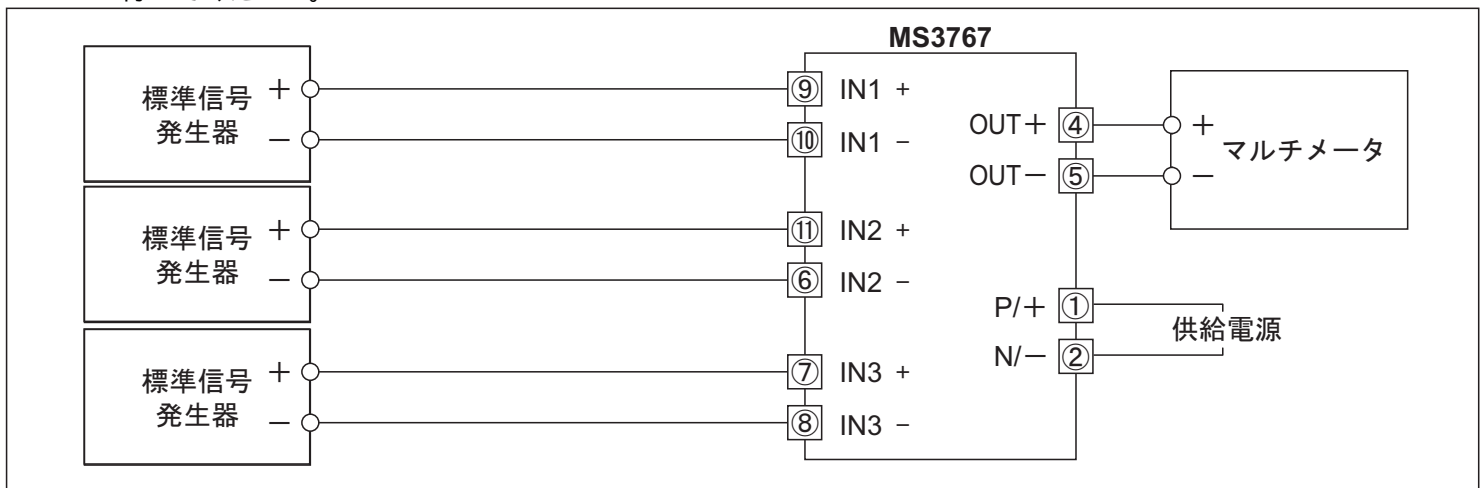 MS3767
標準信号
発生器
+
−
⑨ IN1 +
⑩ IN1 −
標準信号
発生器
+
−
⑪ IN2 +
⑥ IN2 −
標準信号
発生器
+
−
⑦ IN3 +
⑧ IN3 −
OUT+ ④
OUT− ⑤
+
−
マルチメータ
P/+ ①
N/− ②
供給電源